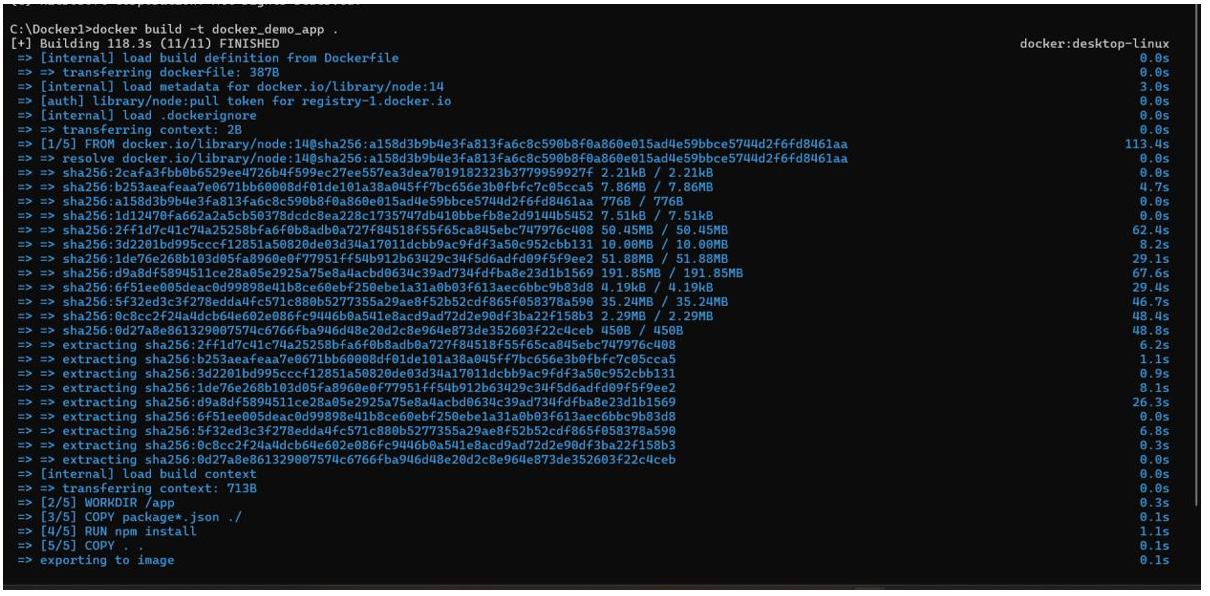 C:\Docker1>docker build -t docker_demo_app .
[+] Building 118.3s (11/11) FINISHED docker:desktop-linux
=> [internal] load build definition from Dockerfile 0.0s
=> => transferring dockerfile: 387B 0.0s
=> [internal] load metadata for docker.io/library/node:14 3.0s
=> [auth] library/node:pull token for registry-1.docker.io 0.0s
=> [internal] load .dockerignore 0.0s
=> => transferring context: 2B 0.0s
=> [1/5] FROM docker.io/library/node:14@sha256:a158d3b9b4e3fa813fa6c8c590b8f0a860e015ad4e59bbce5744d2f6fd8461aa 113.4s
=> => resolve docker.io/library/node:14@sha256:a158d3b9b4e3fa813fa6c8c590b8f0a860e015ad4e59bbce5744d2f6fd8461aa 0.0s
=> => sha256:2cafa3fbb0b6529ee4726b4f599ec27ee557ea3dea7019182323b3779959927f 2.21kB / 2.21kB 0.0s
=> => sha256:b253aeafeaa7e0671bb60008df01de101a38a045ff7bc656e3b0fbfc7c05cca5 7.86MB / 7.86MB 4.7s
=> => sha256:a158d3b9b4e3fa813fa6c8c590b8f0a860e015ad4e59bbce5744d2f6fd8461aa 776B / 776B 0.0s
=> => sha256:1d12470fa662a2a5cb50378dcdc8ea228c1735747db410bbefb8e2d9144b5452 7.51kB / 7.51kB 0.0s
=> => sha256:2ff1d7c41c74a25258bfa6f0b8adb0a727f84518f55f65ca845ebc747976c408 50.45MB / 50.45MB 62.4s
=> => sha256:3d2201bd995cccf12851a50820de03d34a17011dcbb9ac9fdf3a50c952cbb131 10.00MB / 10.00MB 8.2s
=> => sha256:1de76e268b103d05fa8960e0f77951ff54b912b63429c34f5d6adfd09f5f9ee2 51.88MB / 51.88MB 29.1s
=> => sha256:d9a8df5894511ce28a05e2925a75e8a4acbd0634c39ad734fdfba8e23d1b1569 191.85MB / 191.85MB 67.6s
=> => sha256:6f51ee005deac0d99898e41b8ce60ebf250ebe1a31a0b03f613aec6bbc9b83d8 4.19kB / 4.19kB 29.4s
=> => sha256:5f32ed3c3f278edda4fc571c880b5277355a29ae8f52b52cdf865f058378a590 35.24MB / 35.24MB 46.7s
=> => sha256:0c8cc2f24a4dcb64e602e086fc9446b0a541e8acd9ad72d2e90df3ba22f158b3 2.29MB / 2.29MB 48.4s
=> => sha256:0d27a8e861329007574c6766fba946d48e20d2c8e964e873de352603f22c4ceb 450B / 450B 48.8s
=> => extracting sha256:2ff1d7c41c74a25258bfa6f0b8adb0a727f84518f55f65ca845ebc747976c408 6.2s
=> => extracting sha256:b253aeafeaa7e0671bb60008df01de101a38a045ff7bc656e3b0fbfc7c05cca5 1.1s
=> => extracting sha256:3d2201bd995cccf12851a50820de03d34a17011dcbb9ac9fdf3a50c952cbb131 0.9s
=> => extracting sha256:1de76e268b103d05fa8960e0f77951ff54b912b63429c34f5d6adfd09f5f9ee2 8.1s
=> => extracting sha256:d9a8df5894511ce28a05e2925a75e8a4acbd0634c39ad734fdfba8e23d1b1569 26.3s
=> => extracting sha256:6f51ee005deac0d99898e41b8ce60ebf250ebe1a31a0b03f613aec6bbc9b83d8 0.0s
=> => extracting sha256:5f32ed3c3f278edda4fc571c880b5277355a29ae8f52b52cdf865f058378a590 6.8s
=> => extracting sha256:0c8cc2f24a4dcb64e602e086fc9446b0a541e8acd9ad72d2e90df3ba22f158b3 0.3s
=> => extracting sha256:0d27a8e861329007574c6766fba946d48e20d2c8e964e873de352603f22c4ceb 0.0s
=> [internal] load build context 0.0s
=> => transferring context: 713B 0.0s
=> [2/5] WORKDIR /app 0.3s
=> [3/5] COPY package*.json ./ 0.1s
=> [4/5] RUN npm install 1.1s
=> [5/5] COPY . . 0.1s
=> exporting to image 0.1s